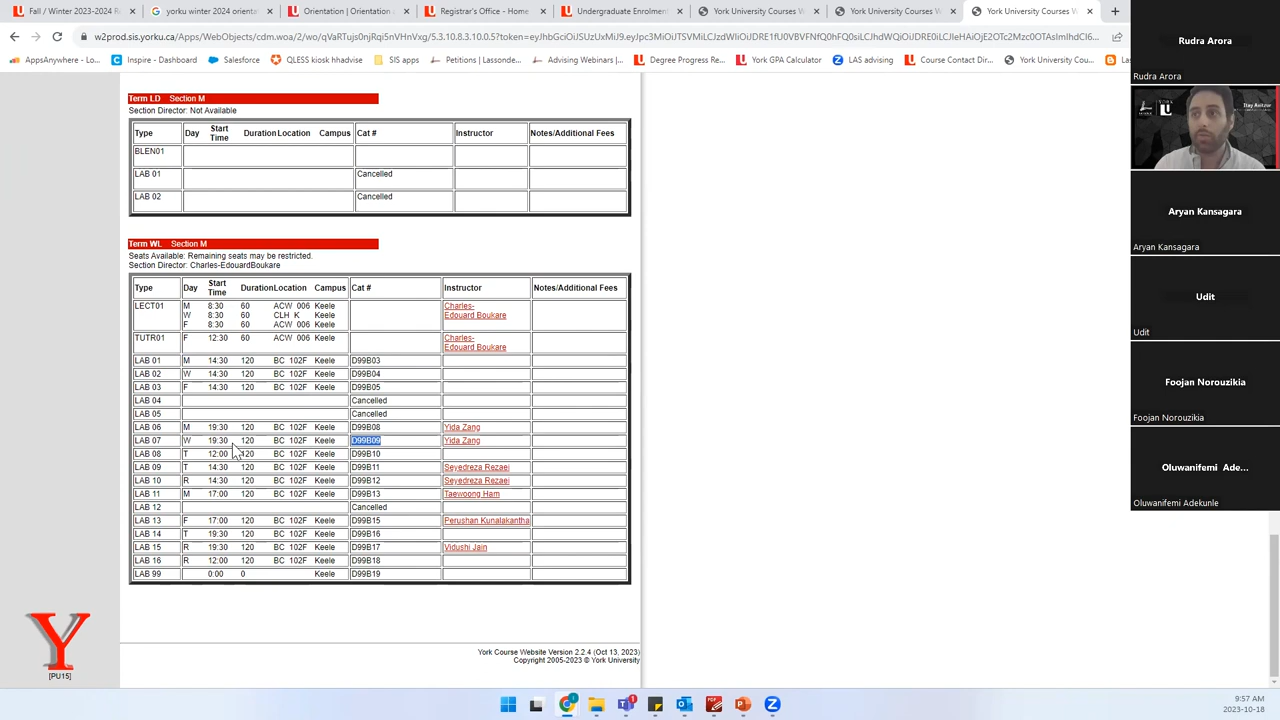 Fall / Winter 2023-2024 R
yorku winter 2024 orienta
Orientation | Orientation
Registrar's Office - Home
Undergraduate Enrolmen
York University Courses W
York University Courses W
York University Courses W
w2prod.sis.yorku.ca/Apps/WebObjects/cdm.woa/2/wo/
AppsAnywhere - Lo...
Inspire - Dashboard
Salesforce
QLESS kiosk hhadvise
SIS apps
Petitions | Lassonde...
Advising Webinars |...
Degree Progress Re...
York GPA Calculator
LAS advising
Course Contact Dir...
York University Cou...
Term LD Section M
Section Director: Not Available
Type Day Start Time Duration Location Campus Cat # Instructor Notes/Additional Fees
BLEN01
LAB 01 Cancelled
LAB 02 Cancelled
Term WL Section M
Seats Available: Remaining seats may be restricted.
Section Director: Charles-EdouardBoukare
Type Day Start Time Duration Location Campus Cat # Instructor Notes/Additional Fees
LECT01 M 8:30 60 ACW 006 Keele Charles-
W 8:30 60 CLH K Keele Edouard Boukare
F 8:30 60 ACW 006 Keele
TUTR01 F 12:30 60 ACW 006 Keele Charles-
Edouard Boukare
LAB 01 M 14:30 120 BC 102F Keele D99B03
LAB 02 W 14:30 120 BC 102F Keele D99B04
LAB 03 F 14:30 120 BC 102F Keele D99B05
LAB 04 Cancelled
LAB 05 Cancelled
LAB 06 M 19:30 120 BC 102F Keele D99B08 Yida Zang
LAB 07 W 19:30 120 BC 102F Keele D99B09 Yida Zang
LAB 08 T 12:00 120 BC 102F Keele D99B10
LAB 09 T 14:30 120 BC 102F Keele D99B11 Seyedreza Rezaei
LAB 10 R 14:30 120 BC 102F Keele D99B12 Seyedreza Rezaei
LAB 11 M 17:00 120 BC 102F Keele D99B13 Taewoong Ham
LAB 12 Cancelled
LAB 13 F 17:00 120 BC 102F Keele D99B15 Perushan Kunalakantha
LAB 14 T 19:30 120 BC 102F Keele D99B16
LAB 15 R 19:30 120 BC 102F Keele D99B17 Vidushi Jain
LAB 16 R 12:00 120 BC 102F Keele D99B18
LAB 99 0:00 0 Keele D99B19
York Course Website Version 2.2.4 (Oct 13, 2023)
Copyright 2005-2023 © York University
Y
[PU15]
Rudra Arora
Rudra Arora
YORK U
Aryan Kansagara
Aryan Kansagara
Udit
Udit
Foojan Norouzikia
Foojan Norouzikia
Oluwanifemi Ade...
Oluwanifemi Adekunle
9:57 AM
2023-10-18